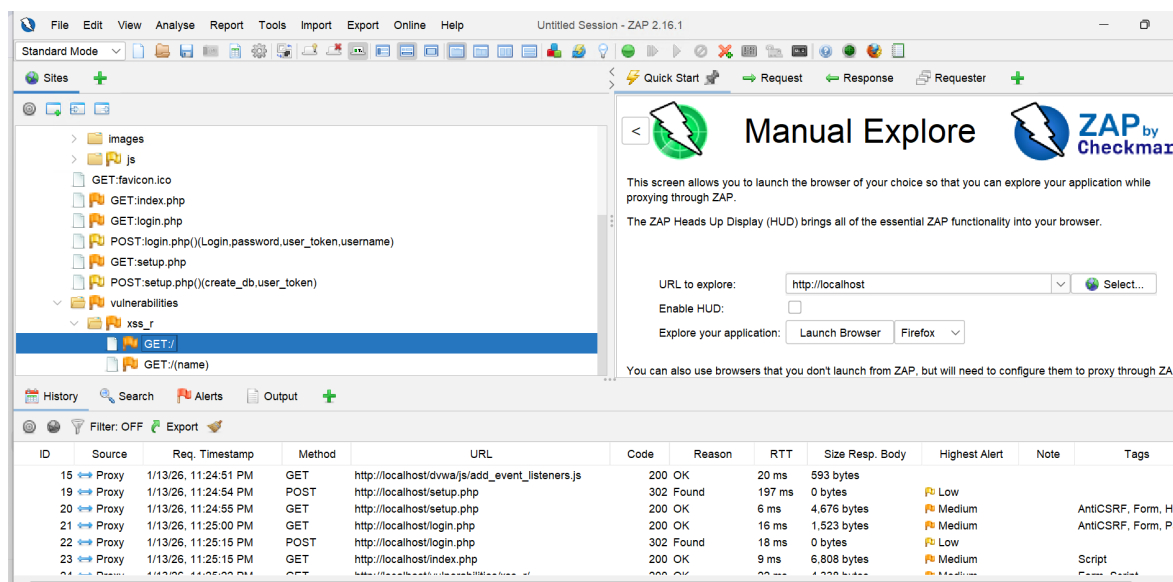 File Edit View Analyse Report Tools Import Export Online Help Untitled Session - ZAP 2.16.1
Standard Mode
Sites
Quick Start Request Response Requester
images
js
GET:favicon.ico
GET:index.php
GET:login.php
POST:login.php()(Login,password,user_token,username)
GET:setup.php
POST:setup.php()(create_db,user_token)
vulnerabilities
xss_r
GET:/
GET:/(name)
<
Manual Explore
ZAP by
Checkmar
This screen allows you to launch the browser of your choice so that you can explore your application while
proxying through ZAP.
The ZAP Heads Up Display (HUD) brings all of the essential ZAP functionality into your browser.
URL to explore: http://localhost Select...
Enable HUD:
Explore your application: Launch Browser Firefox
You can also use browsers that you don't launch from ZAP, but will need to configure them to proxy through ZA
History Search Alerts Output
Filter: OFF Export
ID Source Req. Timestamp Method URL Code Reason RTT Size Resp. Body Highest Alert Note Tags
15 Proxy 1/13/26, 11:24:51 PM GET http://localhost/dvwa/js/add_event_listeners.js 200 OK 20 ms 593 bytes
19 Proxy 1/13/26, 11:24:54 PM POST http://localhost/setup.php 302 Found 197 ms 0 bytes Low
20 Proxy 1/13/26, 11:24:55 PM GET http://localhost/setup.php 200 OK 6 ms 4,676 bytes Medium AntiCSRF, Form, H
21 Proxy 1/13/26, 11:25:00 PM GET http://localhost/login.php 200 OK 16 ms 1,523 bytes Medium AntiCSRF, Form, P
22 Proxy 1/13/26, 11:25:15 PM POST http://localhost/login.php 302 Found 18 ms 0 bytes Low
23 Proxy 1/13/26, 11:25:15 PM GET http://localhost/index.php 200 OK 9 ms 6,808 bytes Medium Script